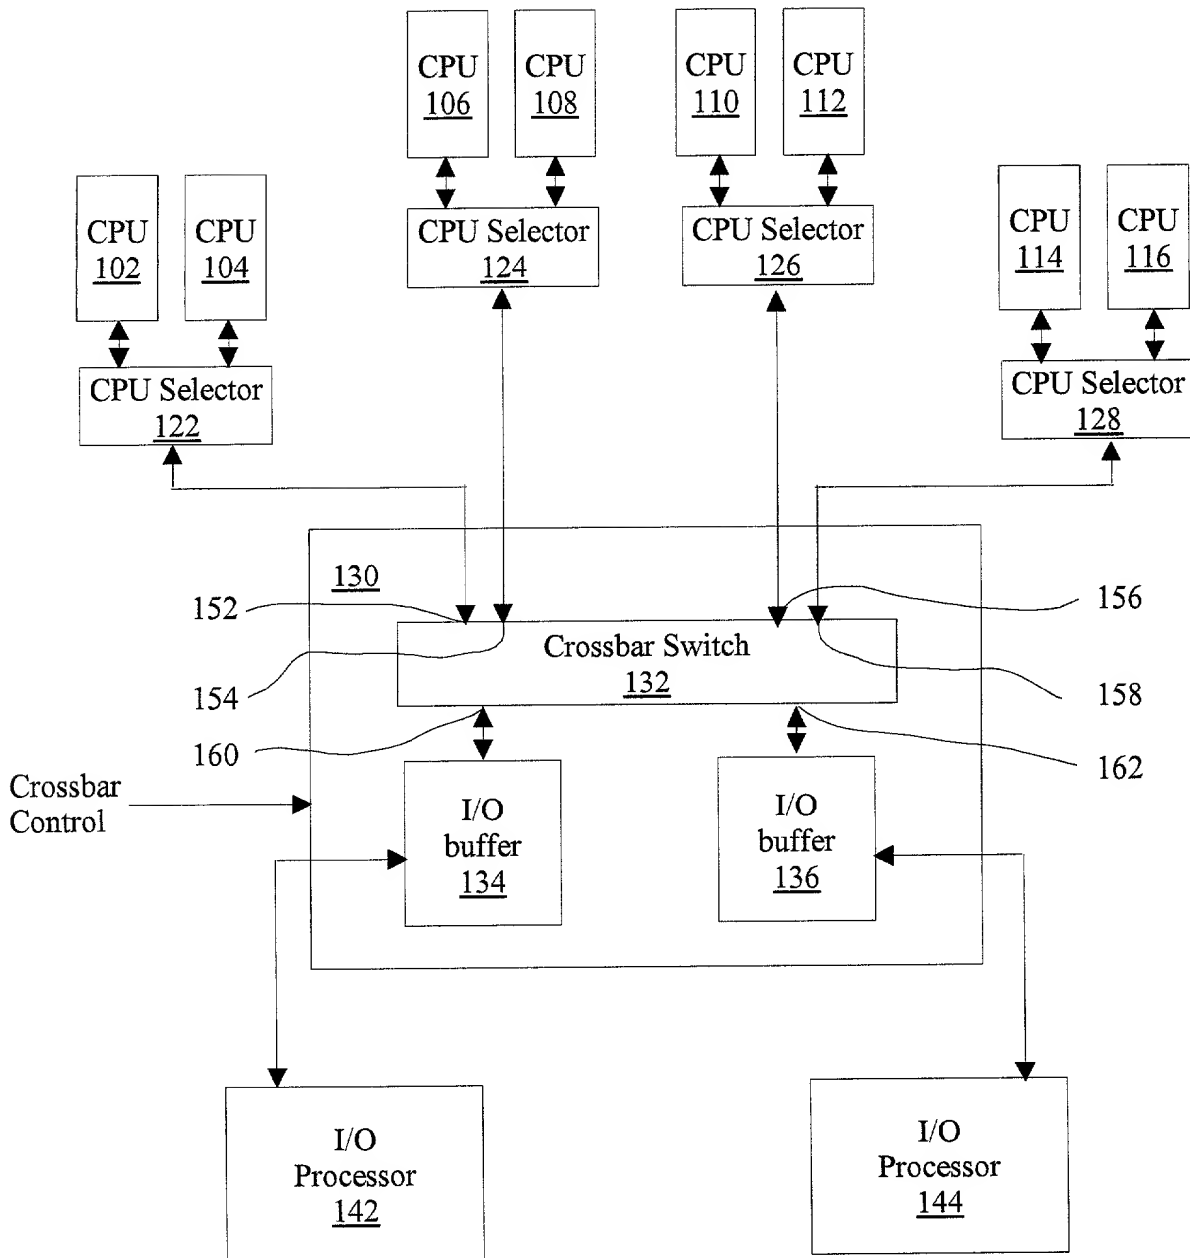 CPU
106
CPU
108
CPU
110
CPU
112
CPU
102
CPU
104
CPU Selector
124
CPU Selector
126
CPU
114
CPU
116
CPU Selector
122
CPU Selector
128
130
152
156
Crossbar Switch
132
154
158
160
162
Crossbar
Control
I/O
buffer
134
I/O
buffer
136
I/O
Processor
142
I/O
Processor
144